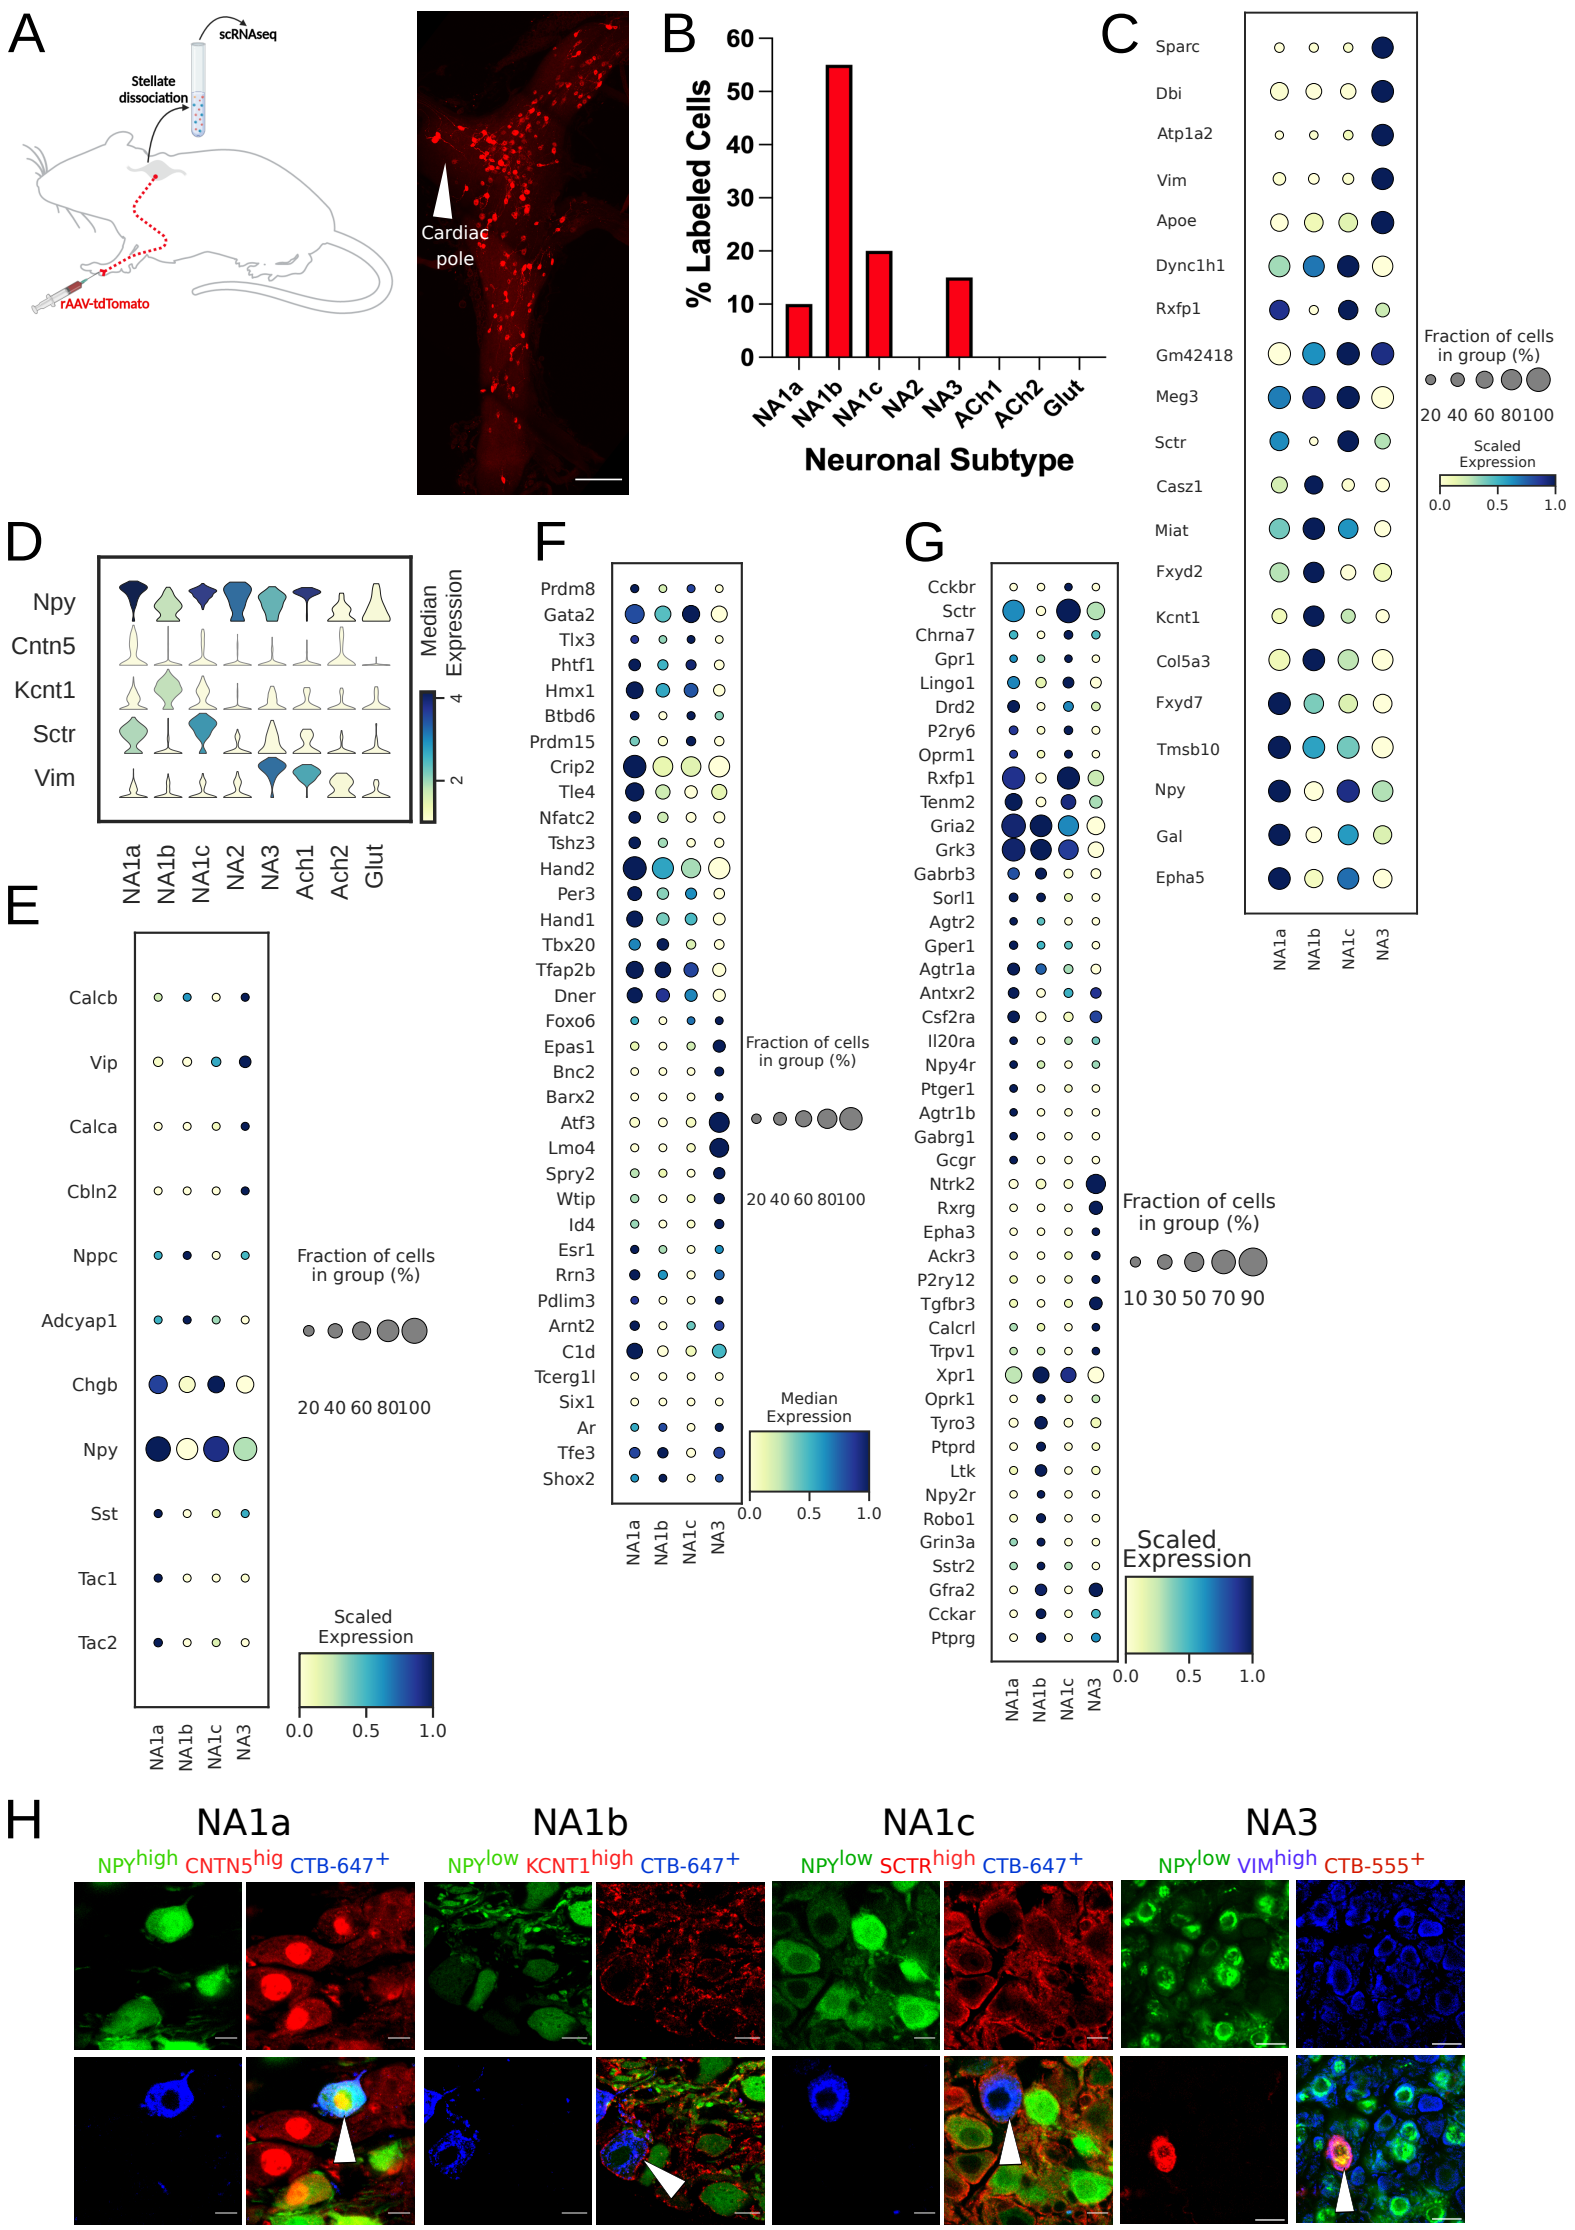 A
scRNAseq
Stellate
dissociation
rAAV-tdTomato
Cardiac
pole
B
% Labeled Cells
60
50
40
30
20
10
0
NA1a
NA1b
NA1c
NA2
NA3
ACh1
ACh2
Glut
Neuronal Subtype
C
Sparc
Dbi
Atp1a2
Vim
Apoe
Dync1h1
Rxfp1
Gm42418
Meg3
Sctr
Casz1
Miat
Fxyd2
Kcnt1
Col5a3
Fxyd7
Tmsb10
Npy
Gal
Epha5
NA1a
NA1b
NA1c
NA3
Fraction of cells
in group (%)
20 40 60 80100
Scaled
Expression
0.0 0.5 1.0
D
Npy
Cntn5
Kcnt1
Sctr
Vim
NA1a
NA1b
NA1c
NA2
NA3
Ach1
Ach2
Glut
Median
Expression
4
2
E
Calcb
Vip
Calca
Cbln2
Nppc
Adcyap1
Chgb
Npy
Sst
Tac1
Tac2
NA1a
NA1b
NA1c
NA3
Fraction of cells
in group (%)
20 40 60 80100
Scaled
Expression
0.0 0.5 1.0
F
Prdm8
Gata2
Tlx3
Phtf1
Hmx1
Btbd6
Prdm15
Crip2
Tle4
Nfatc2
Tshz3
Hand2
Per3
Hand1
Tbx20
Tfap2b
Dner
Foxo6
Epas1
Bnc2
Barx2
Atf3
Lmo4
Spry2
Wtip
Id4
Esr1
Rrn3
Pdlim3
Arnt2
C1d
Tcerg1l
Six1
Ar
Tfe3
Shox2
NA1a
NA1b
NA1c
NA3
Fraction of cells
in group (%)
20 40 60 80100
Median
Expression
0.0 0.5 1.0
G
Cckbr
Sctr
Chrna7
Gpr1
Lingo1
Drd2
P2ry6
Oprm1
Rxfp1
Tenm2
Gria2
Grk3
Gabrb3
Sorl1
Agtr2
Gper1
Agtr1a
Antxr2
Csf2ra
Il20ra
Npy4r
Ptger1
Agtr1b
Gabrg1
Gcgr
Ntrk2
Rxrg
Epha3
Ackr3
P2ry12
Tgfbr3
Calcrl
Trpv1
Xpr1
Oprk1
Tyro3
Ptprd
Ltk
Npy2r
Robo1
Grin3a
Sstr2
Gfra2
Cckar
Ptprg
NA1a
NA1b
NA1c
NA3
Fraction of cells
in group (%)
10 30 50 70 90
Scaled
Expression
0.0 0.5 1.0
H
NA1a
NPYhigh CNTN5hig CTB-647+
NA1b
NPYlow KCNT1high CTB-647+
NA1c
NPYlow SCTRhigh CTB-647+
NA3
NPYlow VIMhigh CTB-555+